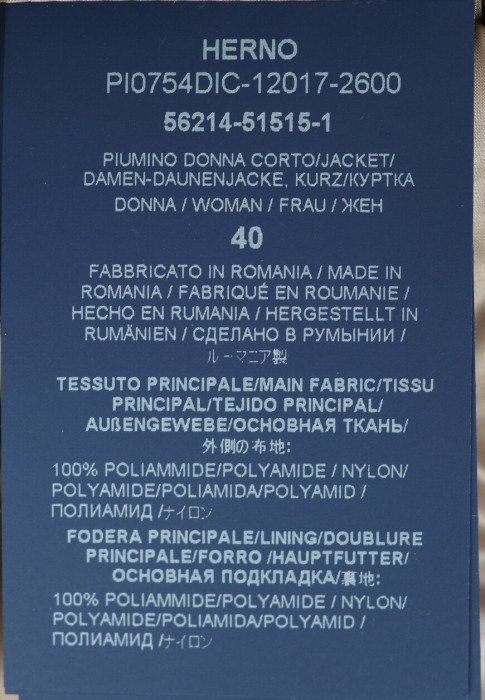 HERNO
PI0754DIC-12017-2600
56214-51515-1
PIUMINO DONNA CORTO/JACKET/
DAMEN-DAUNENJACKE, KURZ/КУРТКА
DONNA / WOMAN / FRAU / ЖЕН
40
FABBRICATO IN ROMANIA / MADE IN
ROMANIA / FABRIQUÉ EN ROUMANIE /
HECHO EN RUMANIA / HERGESTELLT IN
RUMÄNIEN / СДЕЛАНО В РУМЫНИИ /
ルーマニア製
TESSUTO PRINCIPALE/MAIN FABRIC/TISSU
PRINCIPAL/TEJIDO PRINCIPAL/
AUßENGEWEBE/ОСНОВНАЯ ТКАНЬ/
外側の布地:
100% POLIAMMIDE/POLYAMIDE / NYLON/
POLYAMIDE/POLIAMIDA/POLYAMID /
ПОЛИАМИД /ナイロン
FODERA PRINCIPALE/LINING/DOUBLURE
PRINCIPALE/FORRO /HAUPTFUTTER/
ОСНОВНАЯ ПОДКЛАДКА/裏地:
100% POLIAMMIDE/POLYAMIDE / NYLON/
POLYAMIDE/POLIAMIDA/POLYAMID /
ПОЛИАМИД /ナイロン